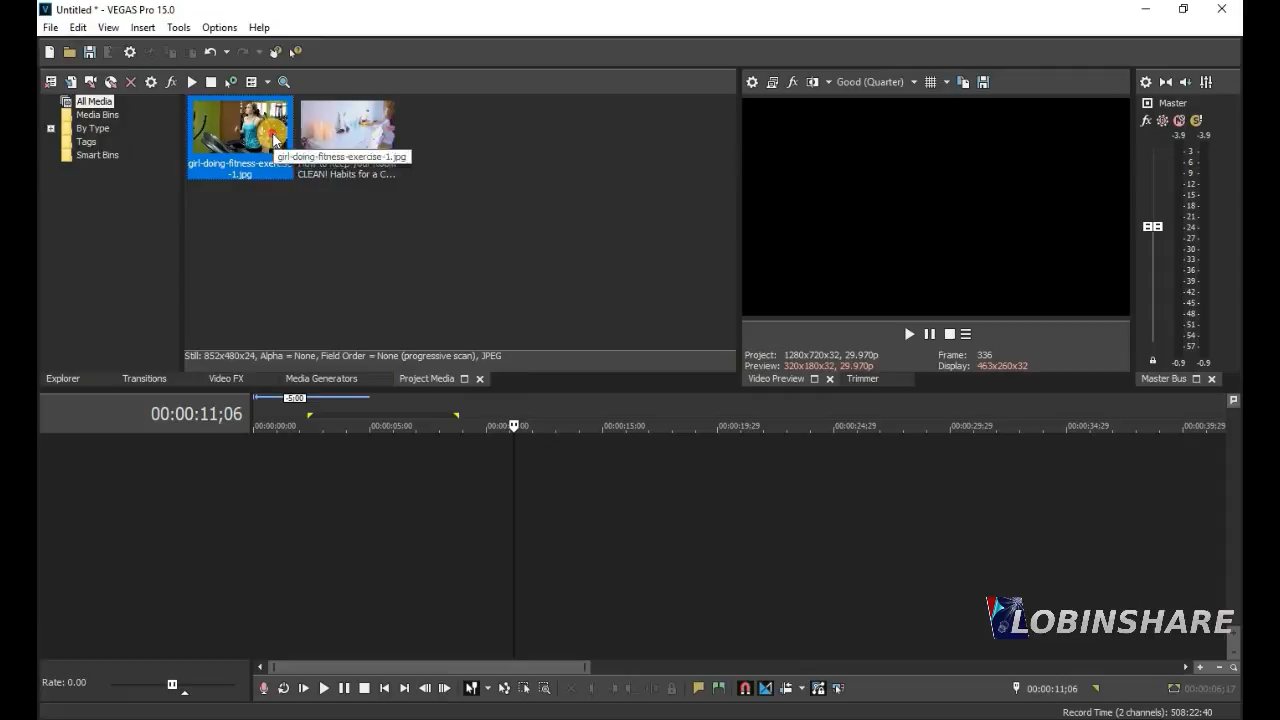 Untitled * - VEGAS Pro 15.0
File Edit View Insert Tools Options Help
All Media
Media Bins
By Type
Tags
Smart Bins
girl-doing-fitness-exercise-1.jpg
girl-doing-fitness-exercise
-1.jpg
CLEAN! Habits for a C...
Still: 852x480x24, Alpha = None, Field Order = None (progressive scan), JPEG
Explorer Transitions Video FX Media Generators Project Media
Good (Quarter)
Project: 1280x720x32, 29.970p Frame: 336
Preview: 320x180x32, 29.970p Display: 463x260x32
Video Preview Trimmer
Master
-3.9 -3.9
-3-
-6-
-9-
-12-
-15-
-18-
-21-
-24-
-27-
-30-
-33-
-36-
-39-
-42-
-45-
-48-
-51-
-54-
-57-
-0.9 -0.9
Master Bus
00:00:11;06
-5:00
00:00:00:00 00:00:05:00 00:00:15:00 00:00:19:29 00:00:24:29 00:00:29:29 00:00:34:29 00:00:39:29
LOBINSHARE
Rate: 0.00
00:00:11;06 00:00:06;17
Record Time (2 channels): 508:22:40